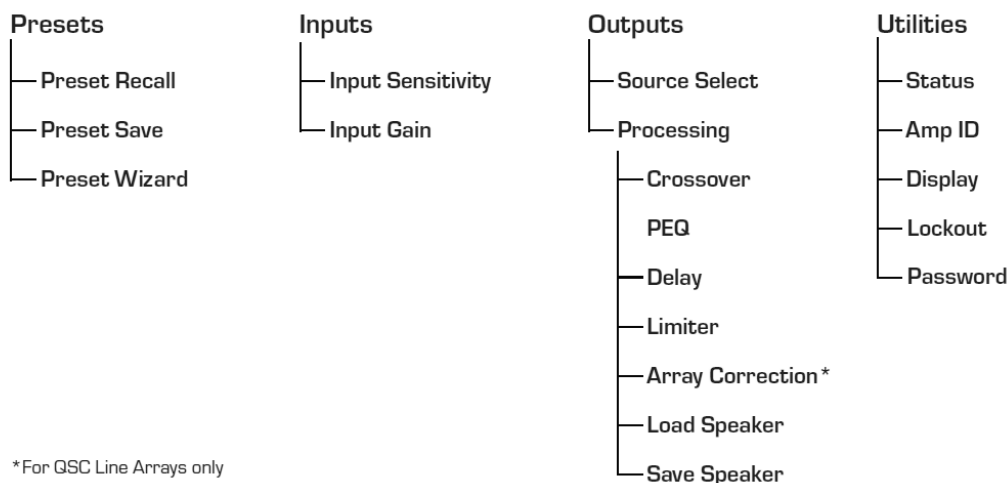 Presets
Preset Recall
Preset Save
Preset Wizard
Inputs
Input Sensitivity
Input Gain
Outputs
Source Select
Processing
Crossover
PEQ
Delay
Limiter
Array Correction*
Load Speaker
Save Speaker
Utilities
Status
Amp ID
Display
Lockout
Password
*For QSC Line Arrays only